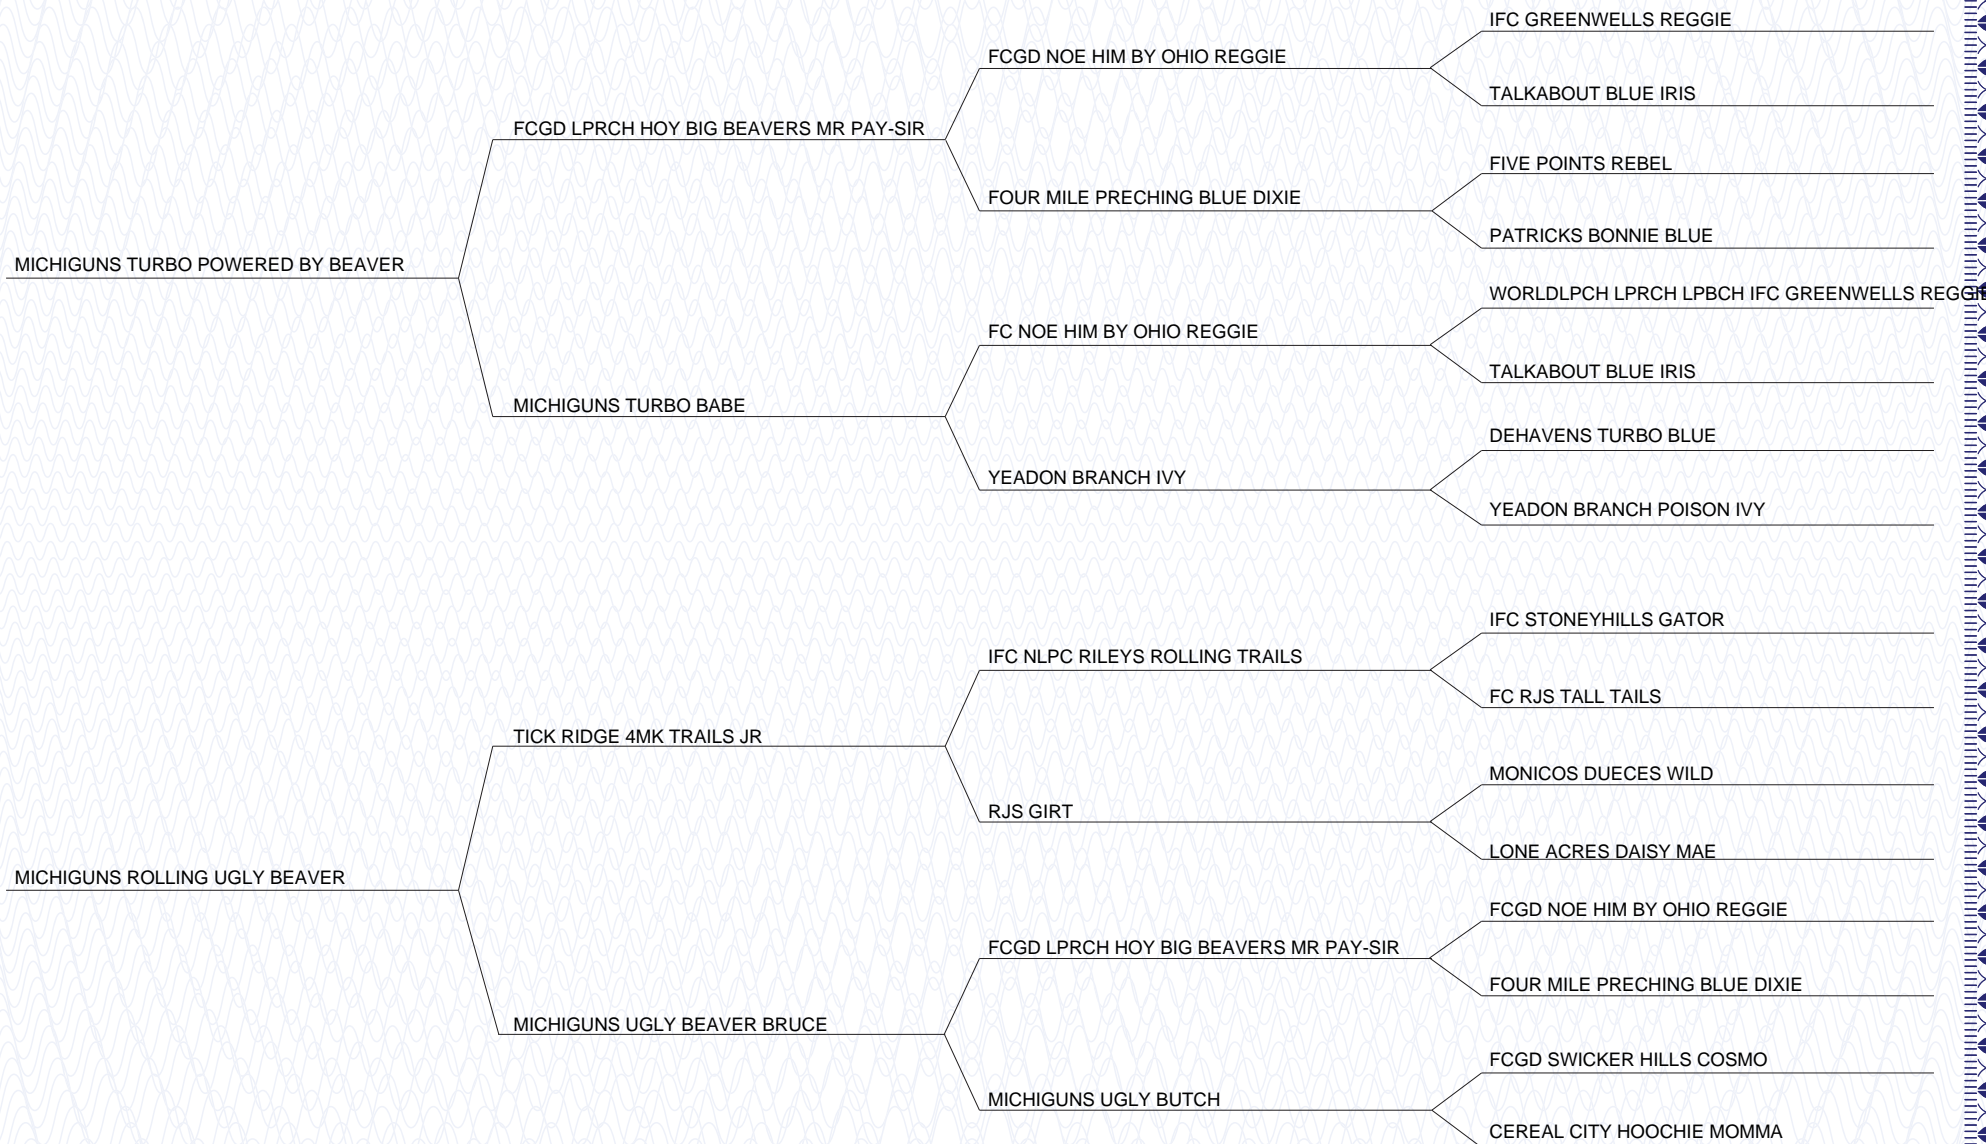 IFC GREENWELLS REGGIE
FCGD NOE HIM BY OHIO REGGIE
TALKABOUT BLUE IRIS
FCGD LPRCH HOY BIG BEAVERS MR PAY-SIR
FIVE POINTS REBEL
FOUR MILE PRECHING BLUE DIXIE
PATRICKS BONNIE BLUE
MICHIGUNS TURBO POWERED BY BEAVER
WORLDLPCH LPRCH LPBCH IFC GREENWELLS REGGIE
FC NOE HIM BY OHIO REGGIE
TALKABOUT BLUE IRIS
MICHIGUNS TURBO BABE
DEHAVENS TURBO BLUE
YEADON BRANCH IVY
YEADON BRANCH POISON IVY
IFC STONEYHILLS GATOR
IFC NLPC RILEYS ROLLING TRAILS
FC RJS TALL TAILS
TICK RIDGE 4MK TRAILS JR
MONICOS DUECES WILD
RJS GIRT
LONE ACRES DAISY MAE
MICHIGUNS ROLLING UGLY BEAVER
FCGD NOE HIM BY OHIO REGGIE
FCGD LPRCH HOY BIG BEAVERS MR PAY-SIR
FOUR MILE PRECHING BLUE DIXIE
MICHIGUNS UGLY BEAVER BRUCE
FCGD SWICKER HILLS COSMO
MICHIGUNS UGLY BUTCH
CEREAL CITY HOOCHIE MOMMA